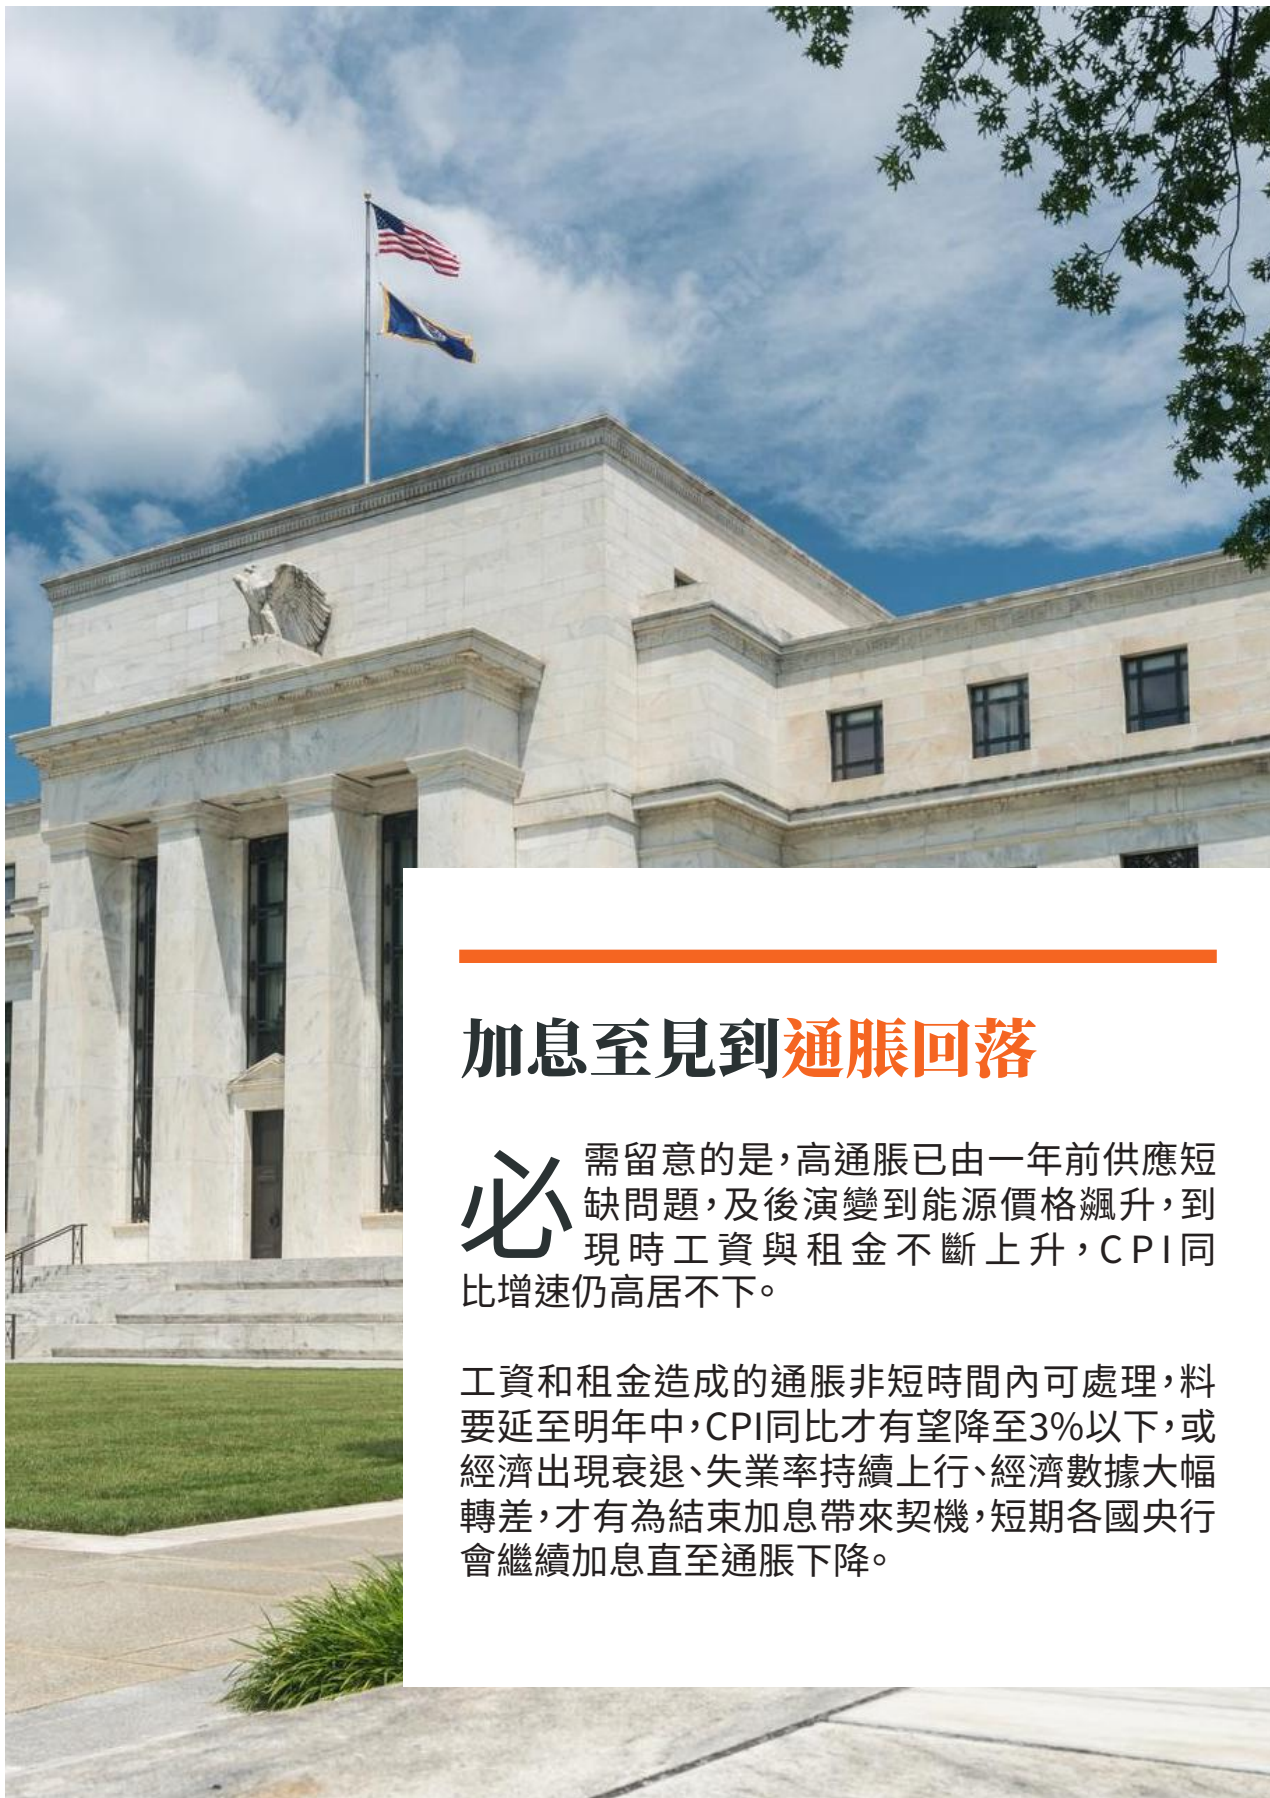 加息至見到通脹回落
必需留意的是，高通脹已由一年前供應短
缺問題，及後演變到能源價格飆升，到
現時工資與租金不斷上升，CPI同
比增速仍高居不下。
工資和租金造成的通脹非短時間內可處理，料
要延至明年中，CPI同比才有望降至3%以下，或
經濟出現衰退、失業率持續上行、經濟數據大幅
轉差，才有為結束加息帶來契機，短期各國央行
會繼續加息直至通脹下降。